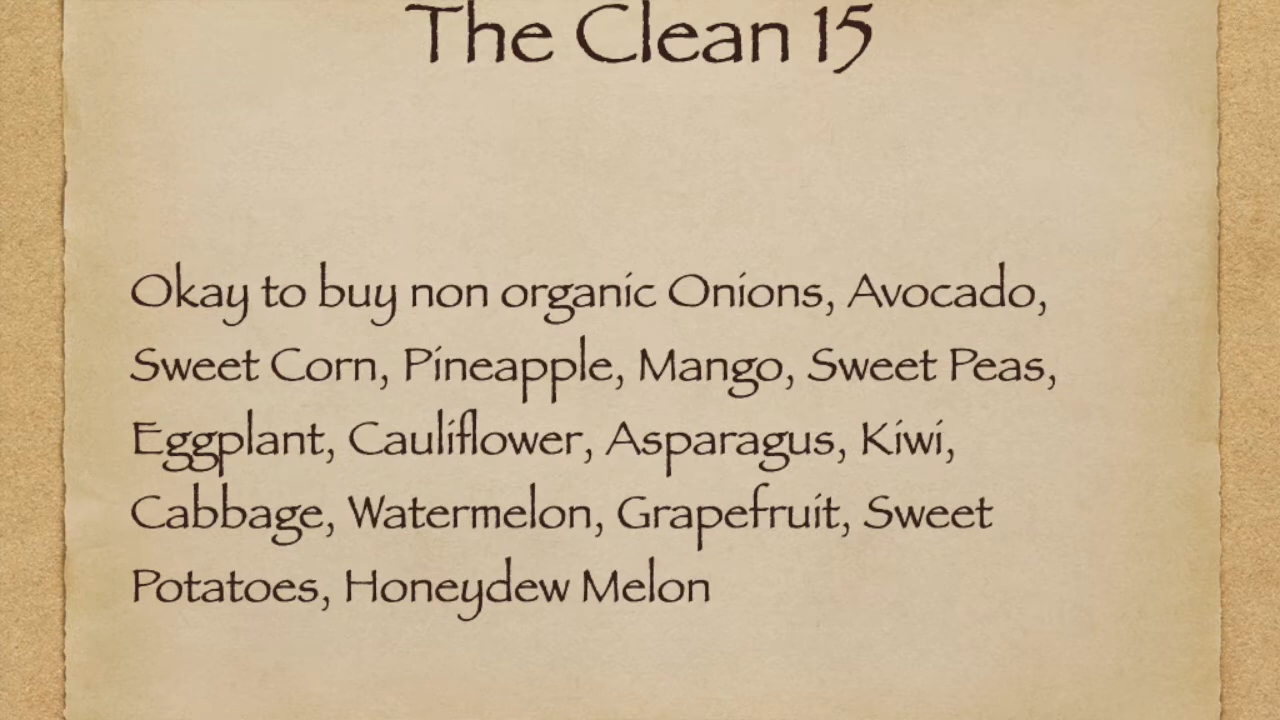 The Clean 15
Okay to buy non organic Onions, Avocado,
Sweet Corn, Pineapple, Mango, Sweet Peas,
Eggplant, Cauliflower, Asparagus, Kiwi,
Cabbage, Watermelon, Grapefruit, Sweet
Potatoes, Honeydew Melon